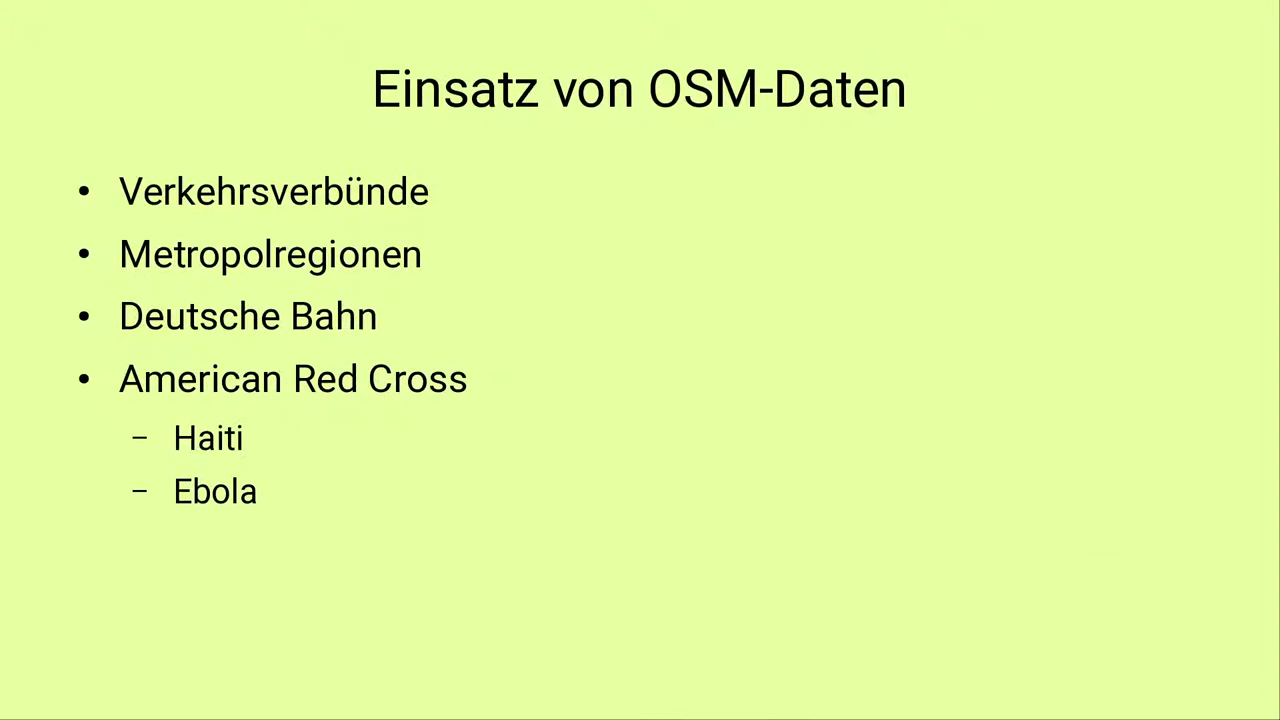 Einsatz von OSM-Daten
• Verkehrsverbünde
• Metropolregionen
• Deutsche Bahn
• American Red Cross
– Haiti
– Ebola